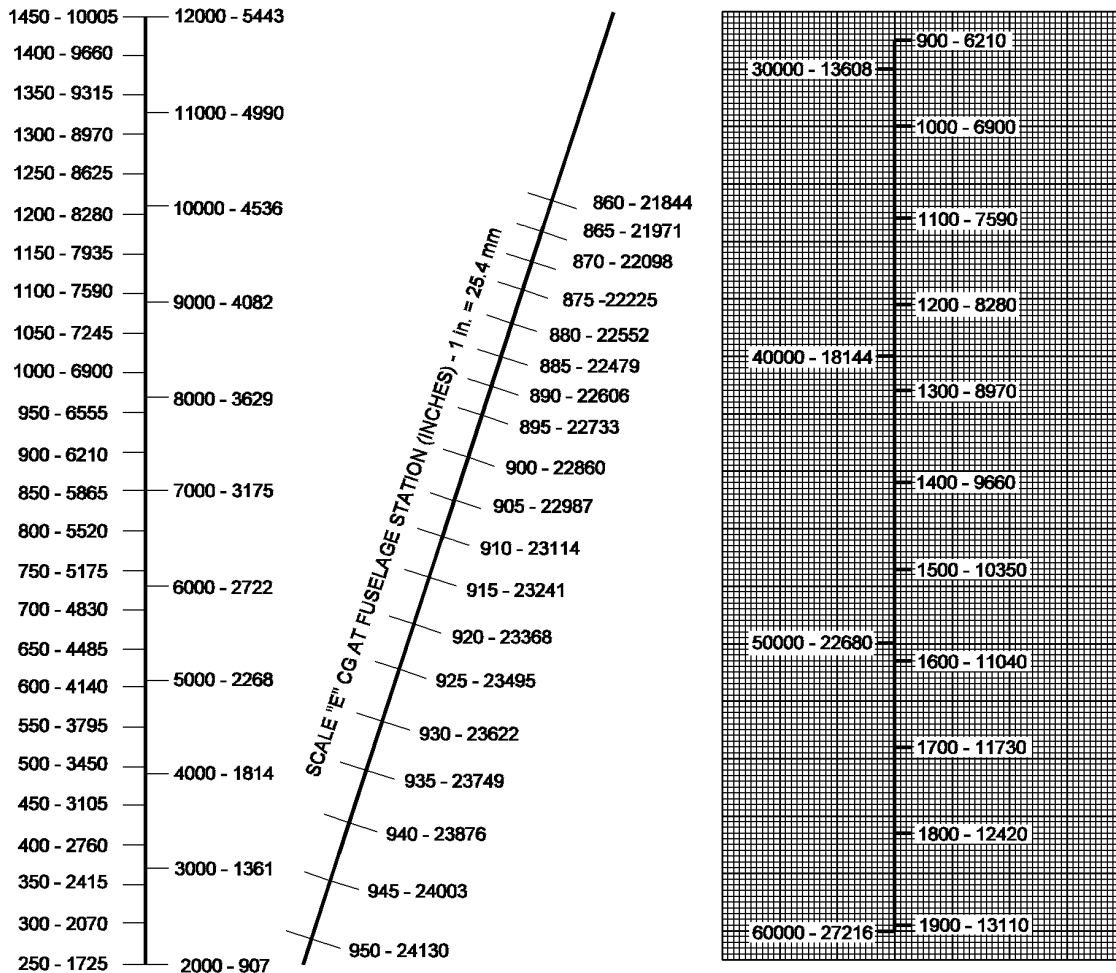 1450 - 10005
1400 - 9660
1350 - 9315
1300 - 8970
1250 - 8625
1200 - 8280
1150 - 7935
1100 - 7590
1050 - 7245
1000 - 6900
950 - 6555
900 - 6210
850 - 5865
800 - 5520
750 - 5175
700 - 4830
650 - 4485
600 - 4140
550 - 3795
500 - 3450
450 - 3105
400 - 2760
350 - 2415
300 - 2070
250 - 1725
12000 - 5443
11000 - 4990
10000 - 4536
9000 - 4082
8000 - 3629
7000 - 3175
6000 - 2722
5000 - 2268
4000 - 1814
3000 - 1361
2000 - 907
SCALE "E" CG AT FUSELAGE STATION (INCHES) - 1 in. = 25.4 mm
860 - 21844
865 - 21971
870 - 22098
875 -22225
880 - 22552
885 - 22479
890 - 22606
895 - 22733
900 - 22860
905 - 22987
910 - 23114
915 - 23241
920 - 23368
925 - 23495
930 - 23622
935 - 23749
940 - 23876
945 - 24003
950 - 24130
30000 - 13608
40000 - 18144
50000 - 22680
60000 - 27216
900 - 6210
1000 - 6900
1100 - 7590
1200 - 8280
1300 - 8970
1400 - 9660
1500 - 10350
1600 - 11040
1700 - 11730
1800 - 12420
1900 - 13110